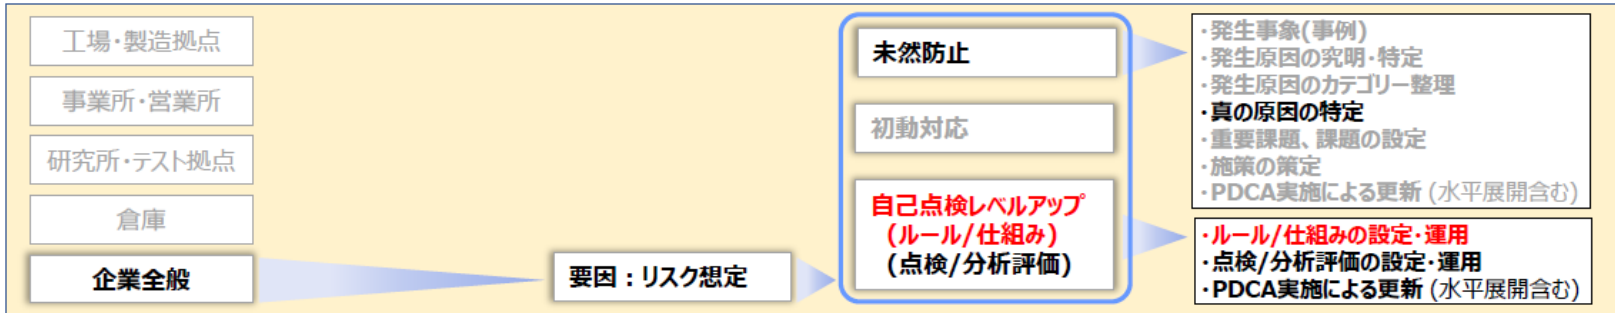 工場・製造拠点
事業所・営業所
研究所・テスト拠点
倉庫
企業全般
要因：リスク想定
未然防止
初動対応
自己点検レベルアップ
(ルール/仕組み)
(点検/分析評価)
・発生事象(事例)
・発生原因の究明・特定
・発生原因のカテゴリー整理
・真の原因の特定
・重要課題、課題の設定
・施策の策定
・PDCA実施による更新 (水平展開含む)
・ルール/仕組みの設定・運用
・点検/分析評価の設定・運用
・PDCA実施による更新 (水平展開含む)